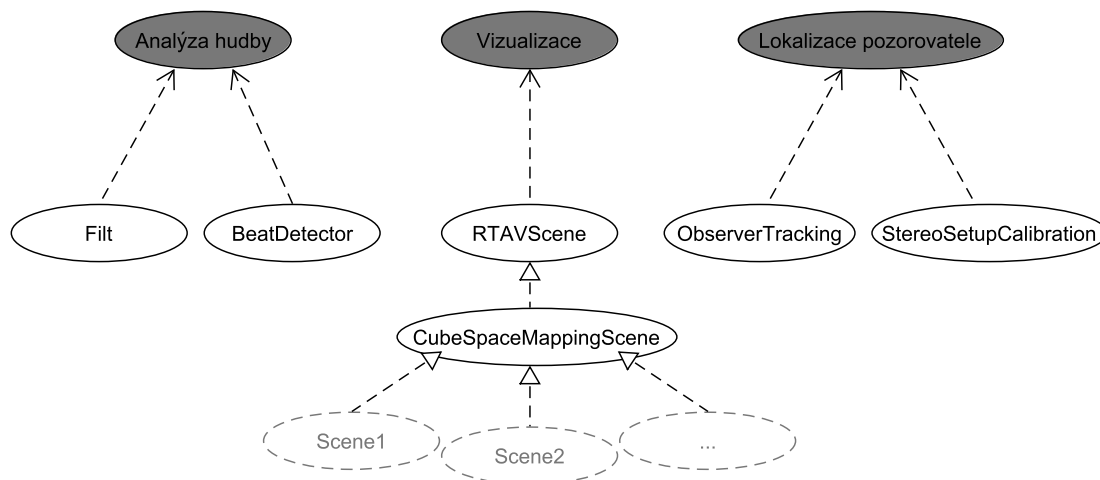 Analýza hudby
Vizualizace
Lokalizace pozorovatele
Filt
BeatDetector
RTAVScene
ObserverTracking
StereoSetupCalibration
CubeSpaceMappingScene
Scene1
Scene2
...